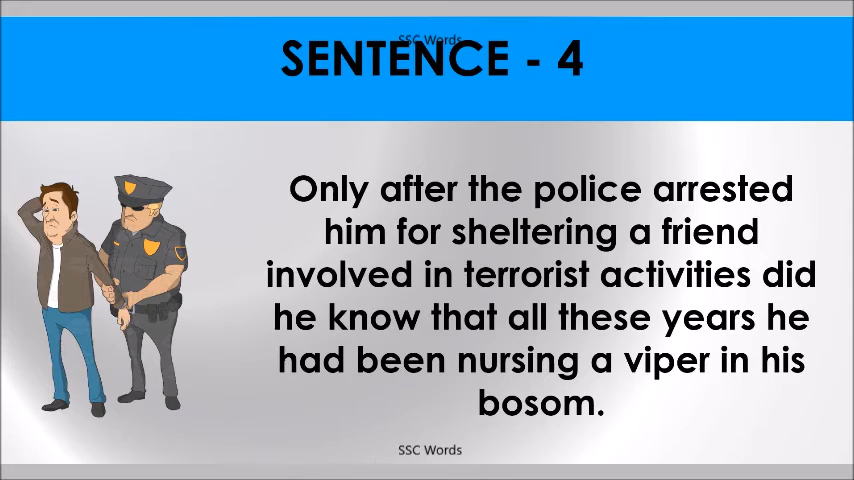 SSC Words
SENTENCE - 4
Only after the police arrested
him for sheltering a friend
involved in terrorist activities did
he know that all these years he
had been nursing a viper in his
bosom.
SSC Words